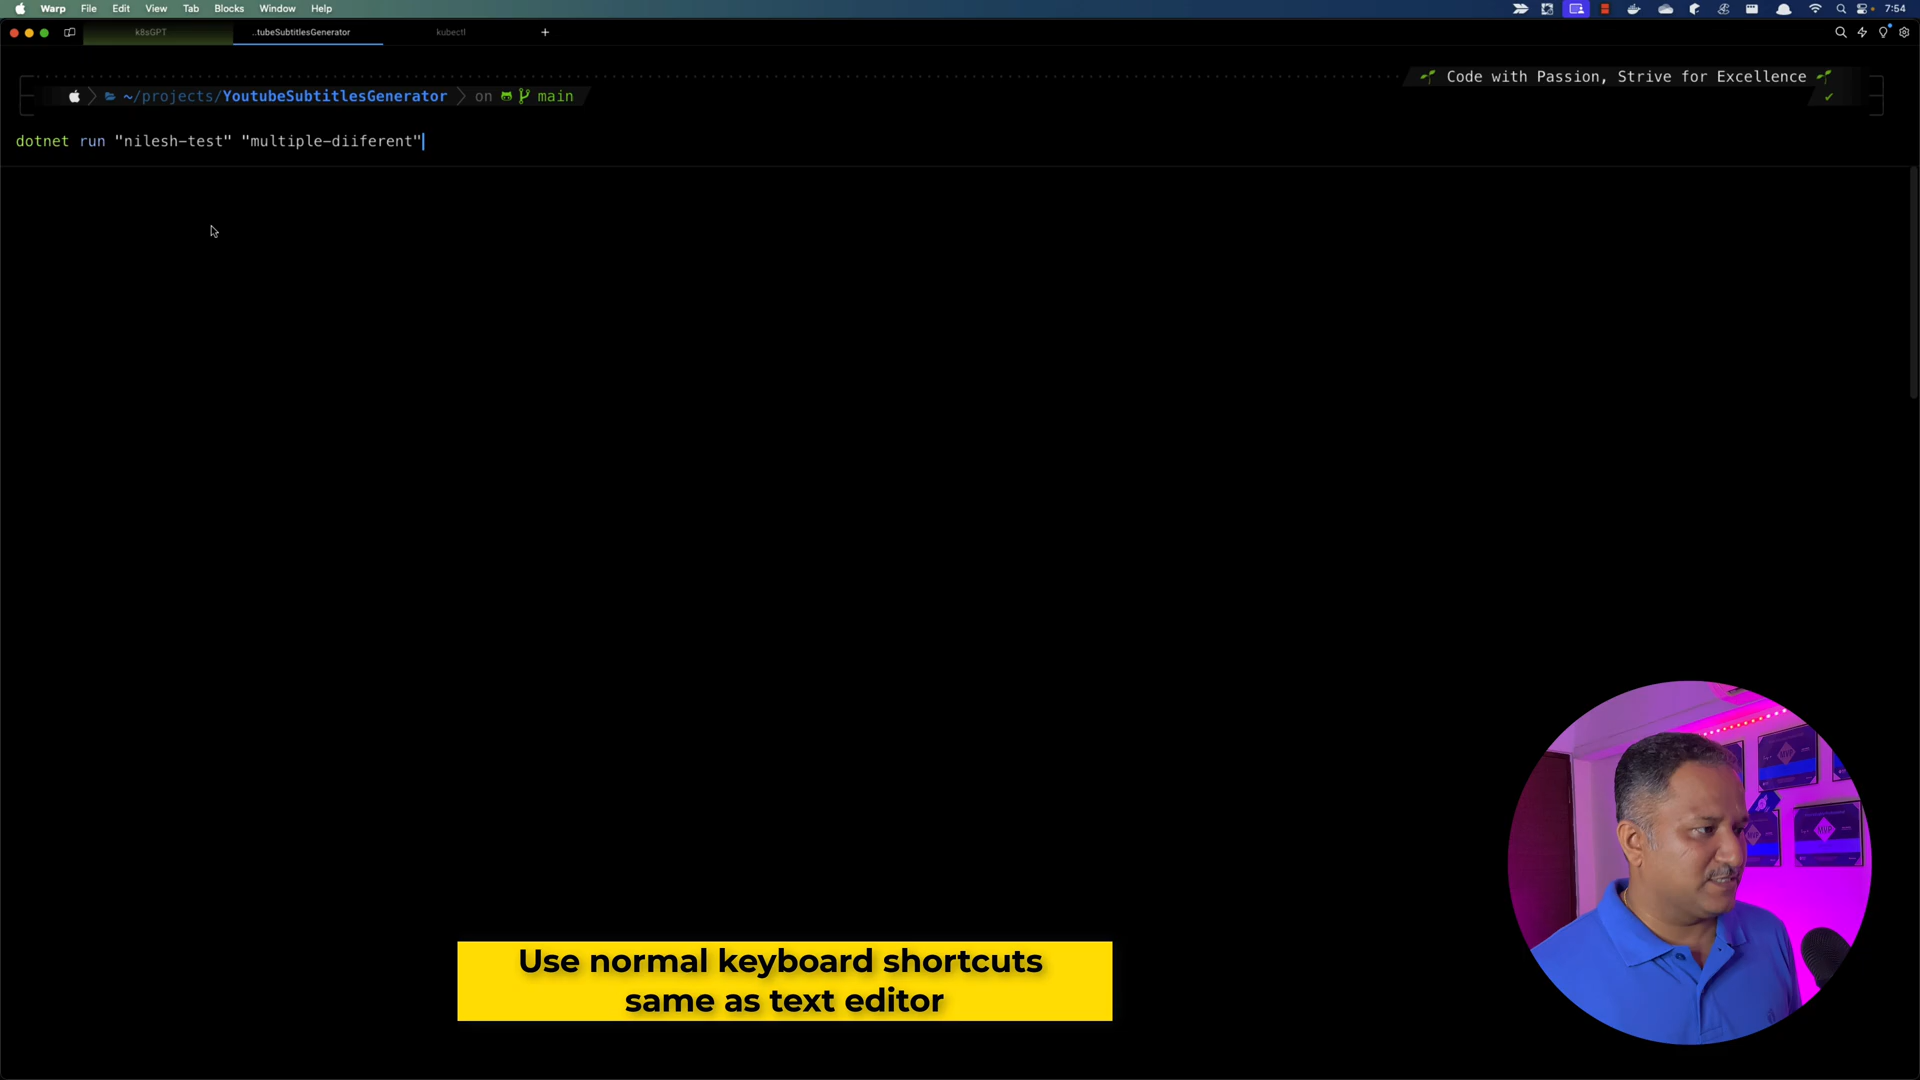 Warp File Edit View Tab Blocks Window Help 7:54
k8sGPT ..tubeSubtitlesGenerator kubectl +
Code with Passion, Strive for Excellence
~/projects/YoutubeSubtitlesGenerator on main
dotnet run "nilesh-test" "multiple-diiferent"
Use normal keyboard shortcuts
same as text editor